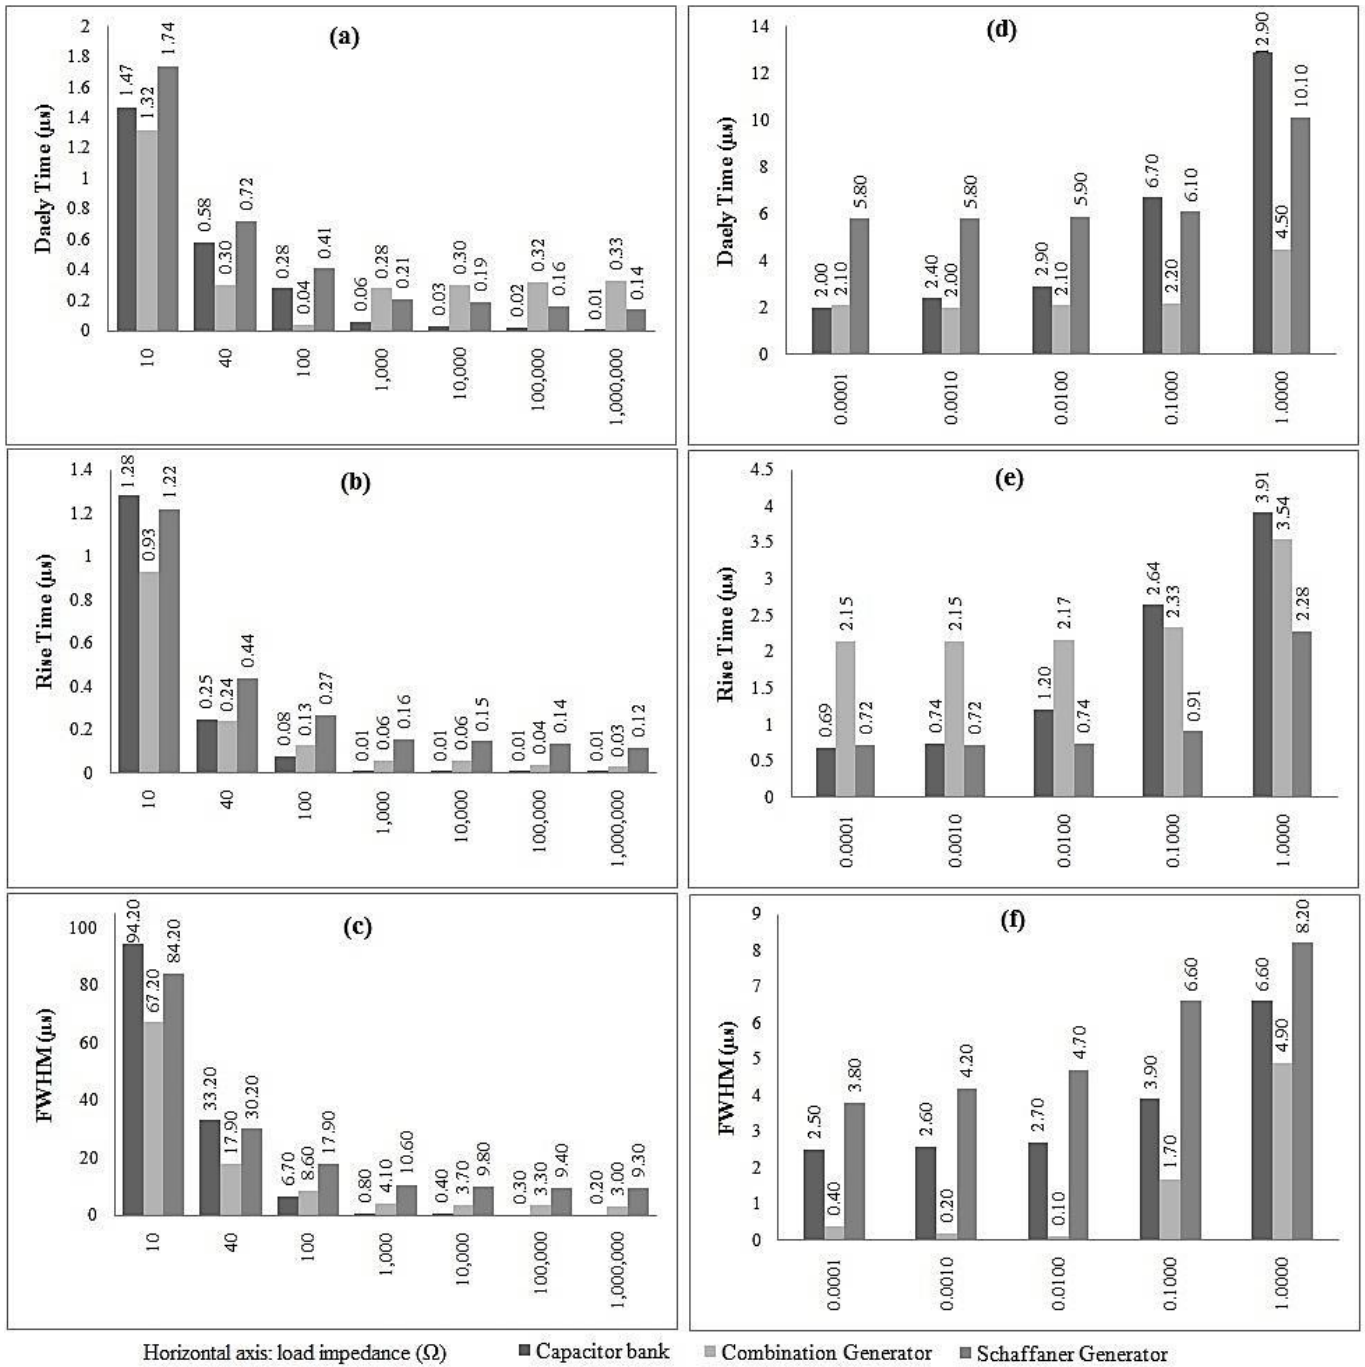 (a)
Daely Time (µs)
2
1.8
1.6
1.4
1.2
1
0.8
0.6
0.4
0.2
0
1.47 1.32 1.74
0.58 0.30 0.72
0.28 0.04 0.41
0.06 0.28 0.21
0.03 0.30 0.19
0.02 0.32 0.16
0.01 0.33 0.14
10 40 100 1,000 10,000 100,000 1,000,000
(d)
Daely Time (µs)
14
12
10
8
6
4
2
0
2.00 2.10 5.80
2.40 2.00 5.80
2.90 2.10 5.90
6.70 2.20 6.10
12.90 4.50 10.10
0.0001 0.0010 0.0100 0.1000 1.0000
(b)
Rise Time (µs)
1.4
1.2
1
0.8
0.6
0.4
0.2
0
1.28 0.93 1.22
0.25 0.24 0.44
0.08 0.13 0.27
0.01 0.06 0.16
0.01 0.06 0.15
0.01 0.04 0.14
0.01 0.03 0.12
10 40 100 1,000 10,000 100,000 1,000,000
(e)
Rise Time (µs)
4.5
4
3.5
3
2.5
2
1.5
1
0.5
0
0.69 2.15 0.72
0.74 2.15 0.72
1.20 2.17 0.74
2.64 2.33 0.91
3.91 3.54 2.28
0.0001 0.0010 0.0100 0.1000 1.0000
(c)
FWHM (µs)
100
80
60
40
20
0
94.20 67.20 84.20
33.20 17.90 30.20
6.70 8.60 17.90
0.80 4.10 10.60
0.40 3.70 9.80
0.30 3.30 9.40
0.20 3.00 9.30
10 40 100 1,000 10,000 100,000 1,000,000
(f)
FWHM (µs)
9
8
7
6
5
4
3
2
1
0
2.50 0.40 3.80
2.60 0.20 4.20
2.70 0.10 4.70
3.90 1.70 6.60
6.60 4.90 8.20
0.0001 0.0010 0.0100 0.1000 1.0000
Horizontal axis: load impedance (Ω) Capacitor bank Combination Generator Schaffaner Generator